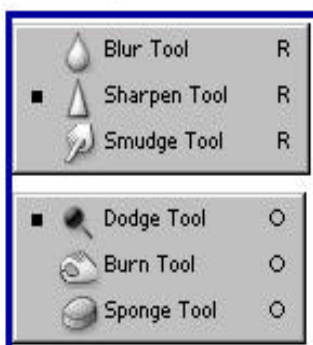 Blur Tool R
Sharpen Tool R
Smudge Tool R
Dodge Tool O
Burn Tool O
Sponge Tool O